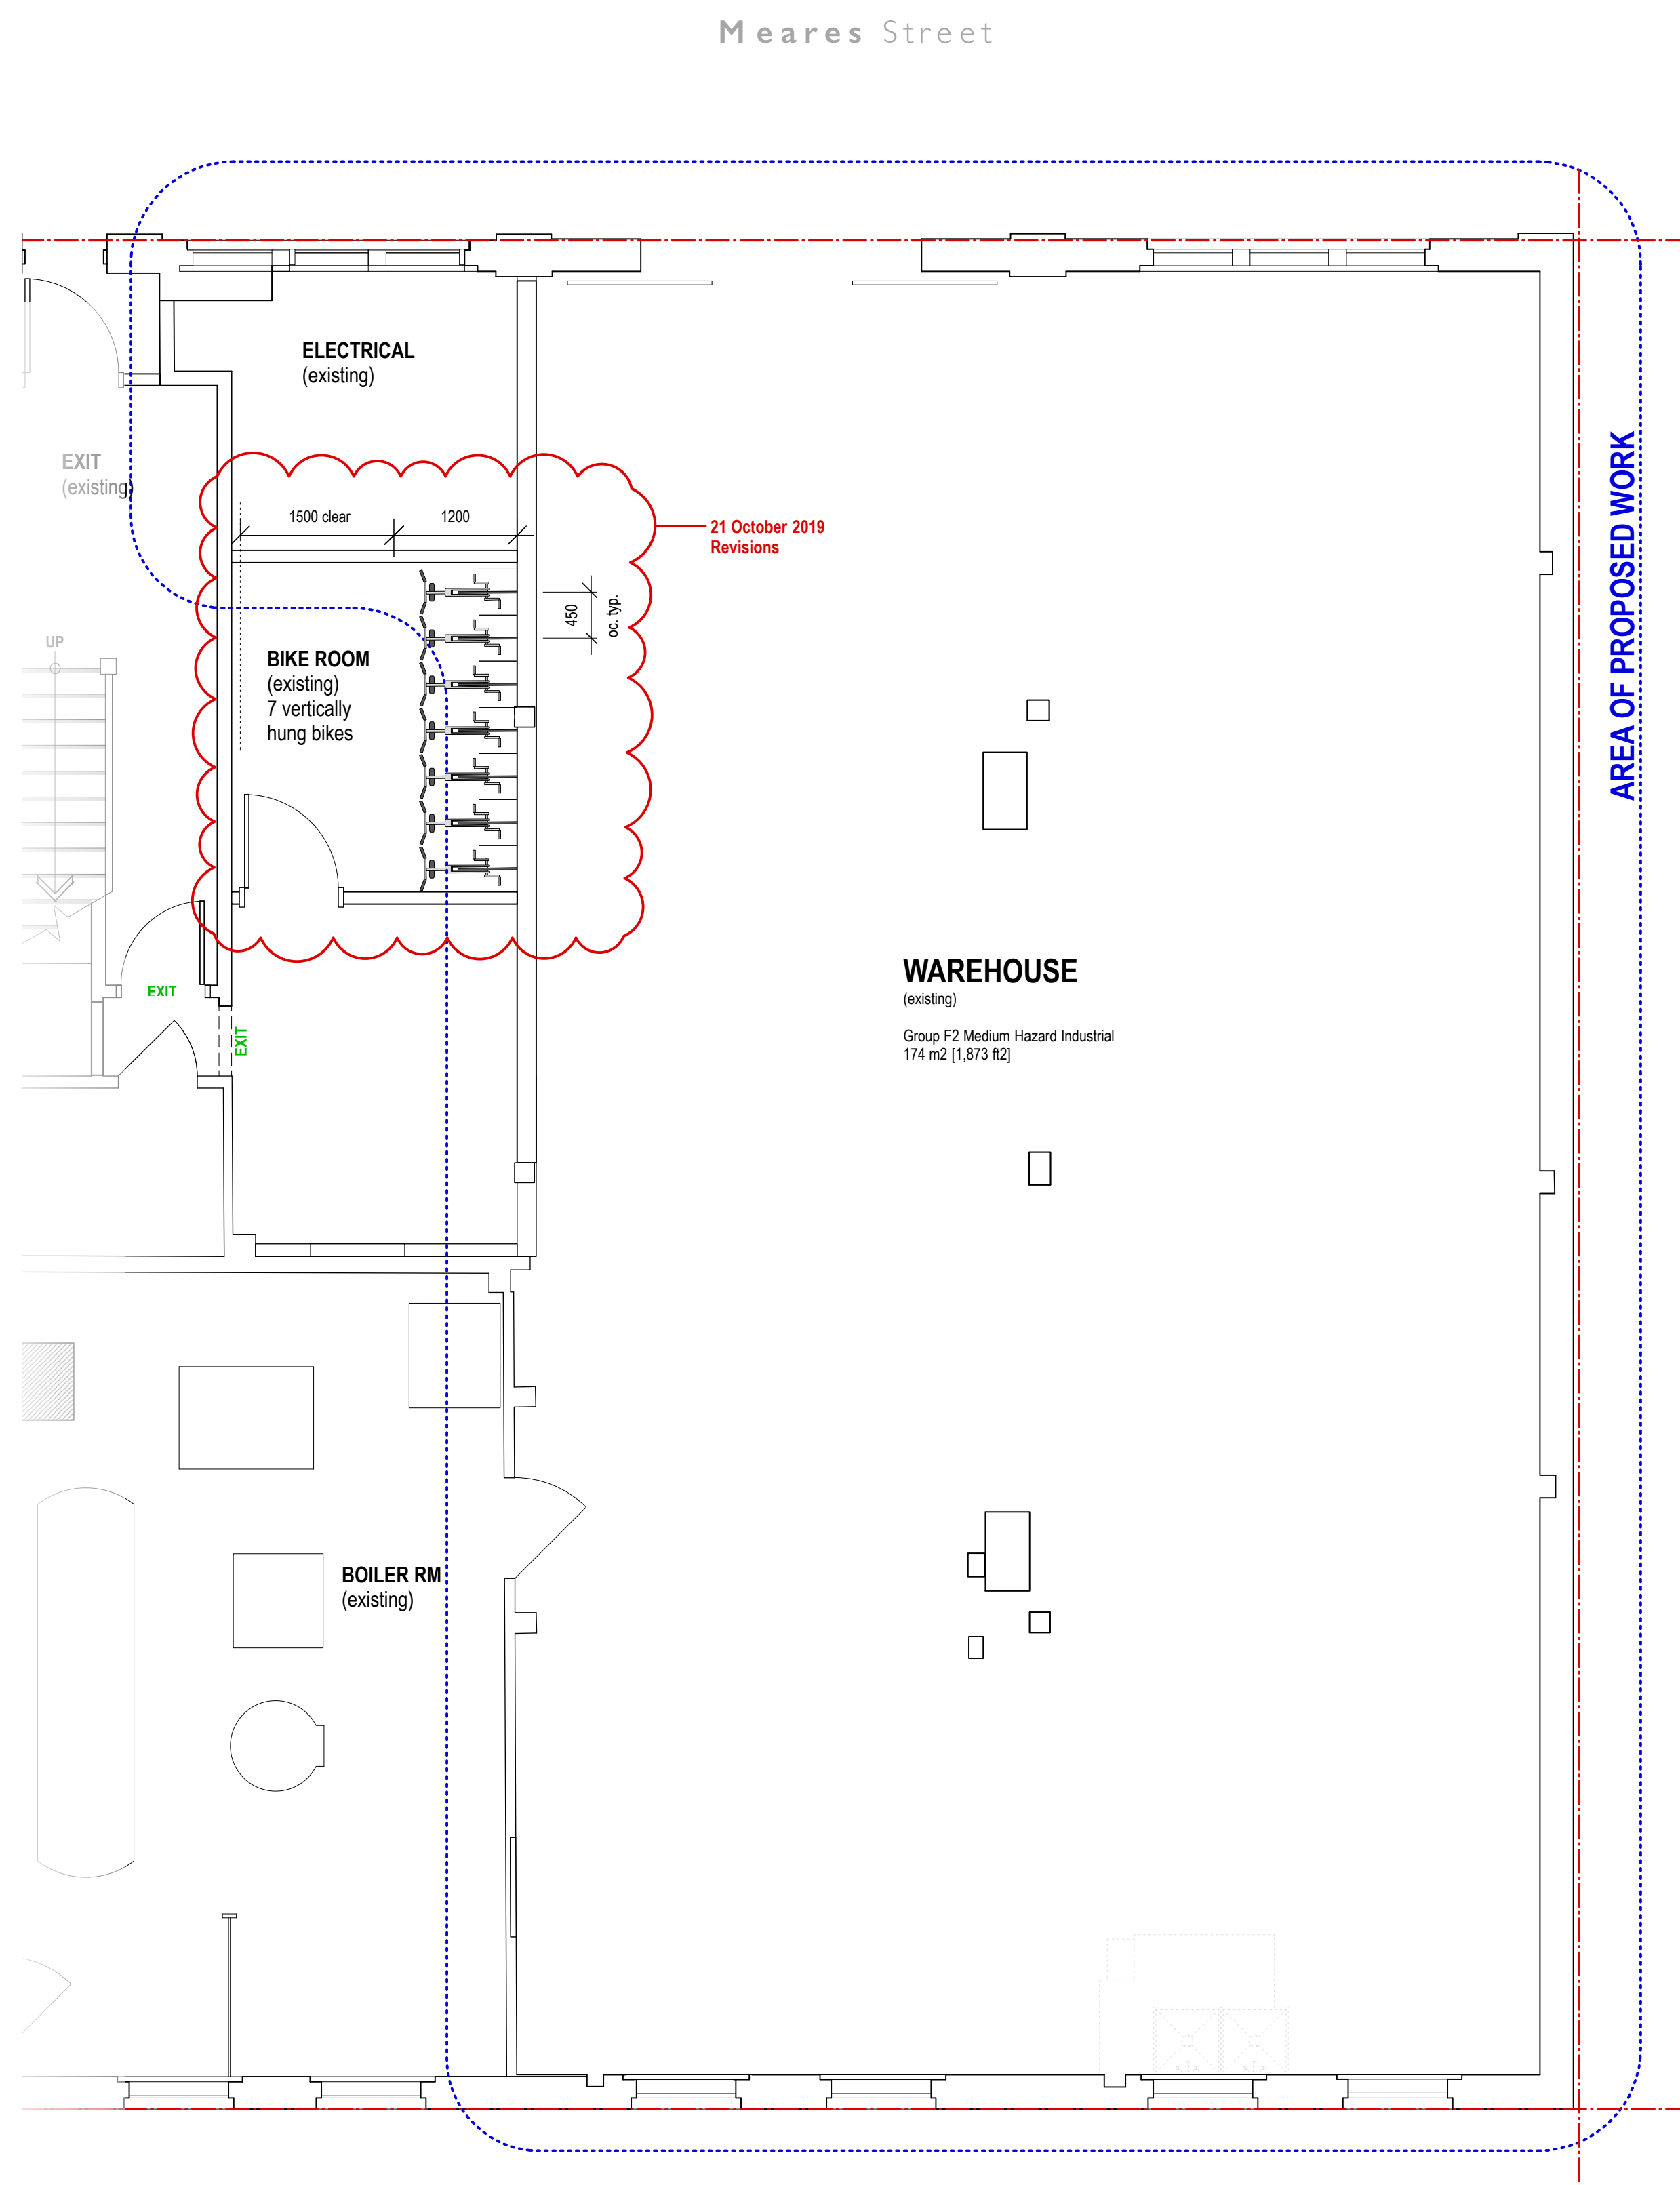 Meares Street
ELECTRICAL
(existing)
EXIT
(existing)
1500 clear
1200
21 October 2019
Revisions
450
oc. typ.
UP
BIKE ROOM
(existing)
7 vertically
hung bikes
AREA OF PROPOSED WORK
EXIT
EXIT
WAREHOUSE
(existing)
Group F2 Medium Hazard Industrial
174 m2 [1,873 ft2]
BOILER RM
(existing)